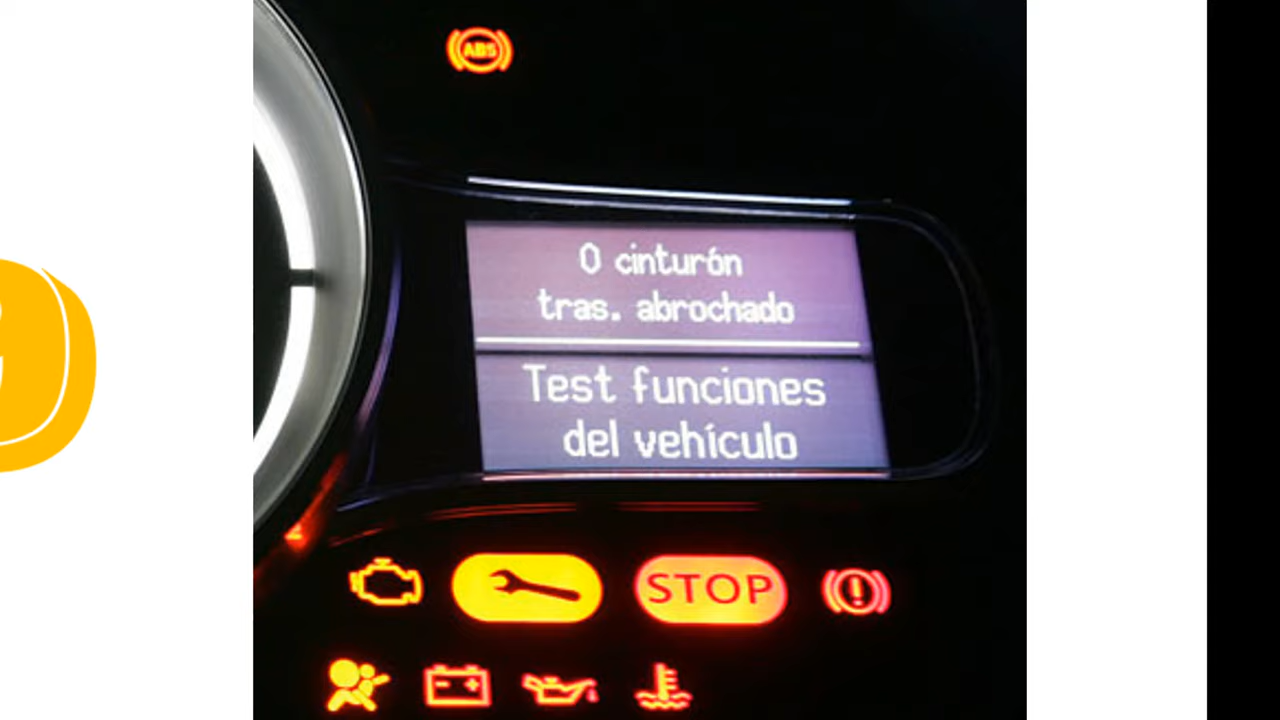 ABS
0 cinturón
tras. abrochado
Test funciones
del vehículo
STOP